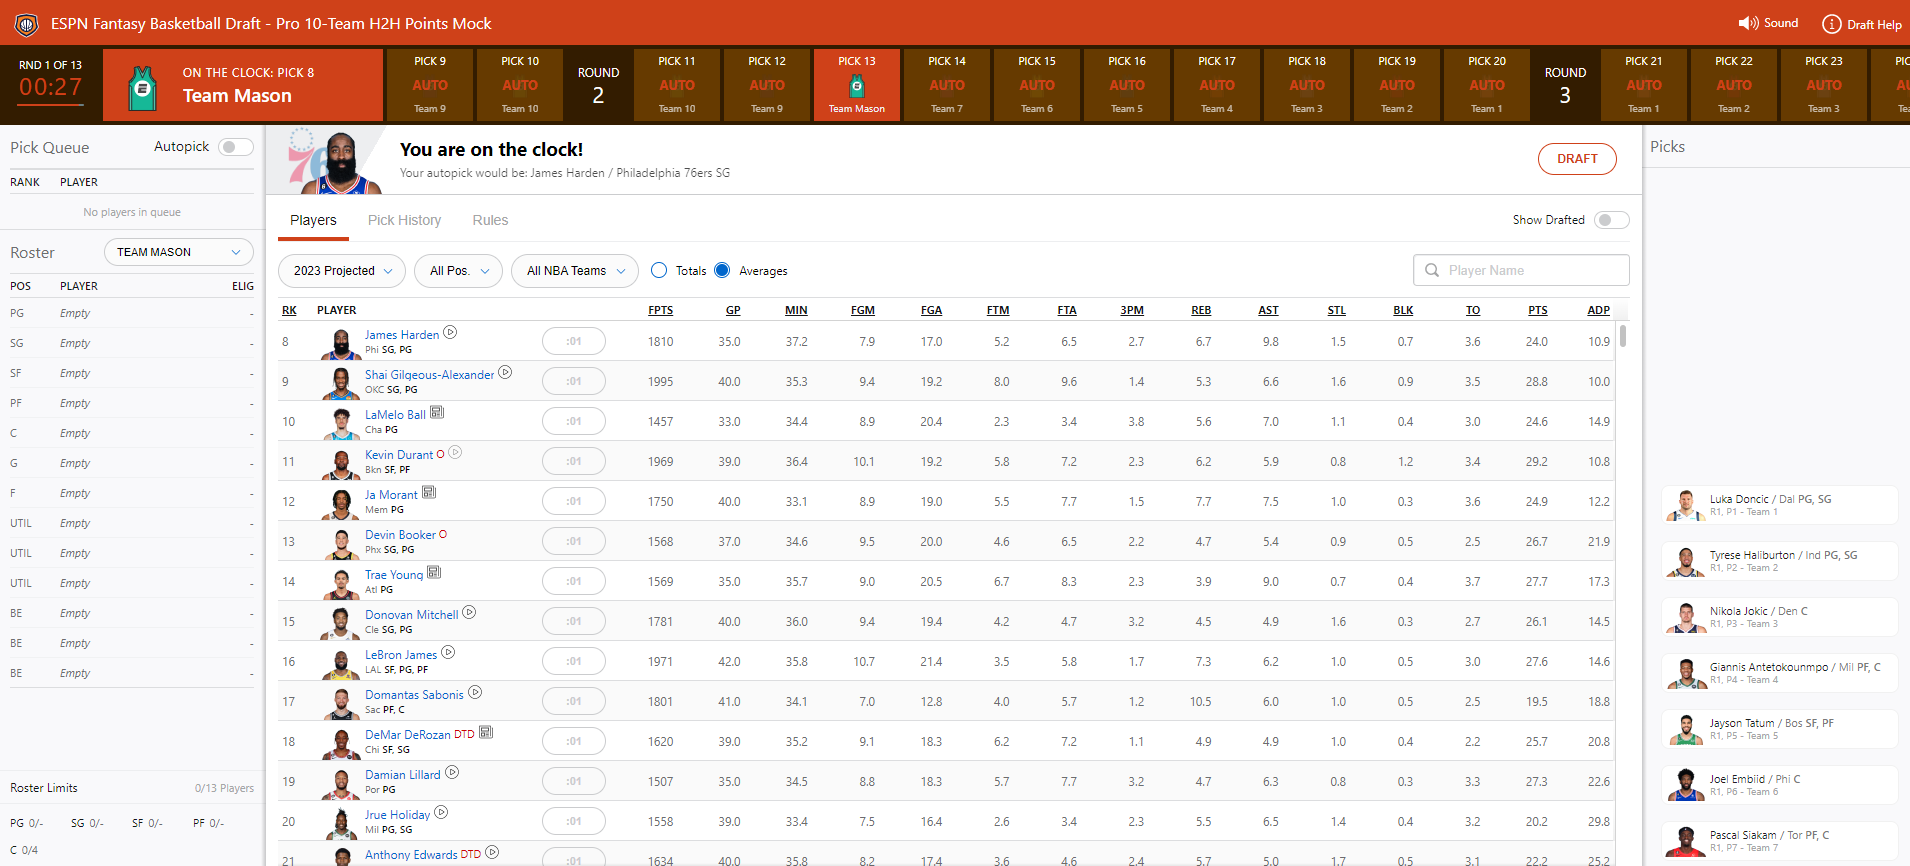 ESPN Fantasy Basketball Draft - Pro 10-Team H2H Points Mock
Sound
Draft Help
RND 1 OF 13
00:27
ON THE CLOCK: PICK 8
Team Mason
PICK 9
AUTO
Team 9
PICK 10
AUTO
Team 10
ROUND
2
PICK 11
AUTO
Team 10
PICK 12
AUTO
Team 9
PICK 13
Team Mason
PICK 14
AUTO
Team 7
PICK 15
AUTO
Team 6
PICK 16
AUTO
Team 5
PICK 17
AUTO
Team 4
PICK 18
AUTO
Team 3
PICK 19
AUTO
Team 2
PICK 20
AUTO
Team 1
ROUND
3
PICK 21
AUTO
Team 1
PICK 22
AUTO
Team 2
PICK 23
AUTO
Team 3
Pick Queue
Autopick
RANK PLAYER
No players in queue
Roster
TEAM MASON
POS PLAYER ELIG
PG Empty -
SG Empty -
SF Empty -
PF Empty -
C Empty -
G Empty -
F Empty -
UTIL Empty -
UTIL Empty -
UTIL Empty -
BE Empty -
BE Empty -
BE Empty -
Roster Limits
0/13 Players
PG 0/- SG 0/- SF 0/- PF 0/-
C 0/4
You are on the clock!
Your autopick would be: James Harden / Philadelphia 76ers SG
DRAFT
Players
Pick History
Rules
Show Drafted
2023 Projected
All Pos.
All NBA Teams
Totals
Averages
Player Name
RK PLAYER FPTS GP MIN FGM FGA FTM FTA 3PM REB AST STL BLK TO PTS ADP
8 James Harden :01 1810 35.0 37.2 7.9 17.0 5.2 6.5 2.7 6.7 9.8 1.5 0.7 3.6 24.0 10.9
Phi SG, PG
9 Shai Gilgeous-Alexander :01 1995 40.0 35.3 9.4 19.2 8.0 9.6 1.4 5.3 6.6 1.6 0.9 3.5 28.8 10.0
OKC SG, PG
10 LaMelo Ball :01 1457 33.0 34.4 8.9 20.4 2.3 3.4 3.8 5.6 7.0 1.1 0.4 3.0 24.6 14.9
Cha PG
11 Kevin Durant O :01 1969 39.0 36.4 10.1 19.2 5.8 7.2 2.3 6.2 5.9 0.8 1.2 3.4 29.2 10.8
Bkn SF, PF
12 Ja Morant :01 1750 40.0 33.1 8.9 19.0 5.5 7.7 1.5 7.7 7.5 1.0 0.3 3.6 24.9 12.2
Mem PG
13 Devin Booker O :01 1568 37.0 34.6 9.5 20.0 4.6 6.5 2.2 4.7 5.4 0.9 0.5 2.5 26.7 21.9
Phx SG, PG
14 Trae Young :01 1569 35.0 35.7 9.0 20.5 6.7 8.3 2.3 3.9 9.0 0.7 0.4 3.7 27.7 17.3
Atl PG
15 Donovan Mitchell :01 1781 40.0 36.0 9.4 19.4 4.2 4.7 3.2 4.5 4.9 1.6 0.3 2.7 26.1 14.5
Cle SG, PG
16 LeBron James :01 1971 42.0 35.8 10.7 21.4 3.5 5.8 1.7 7.3 6.2 1.0 0.5 3.0 27.6 14.6
LAL SF, PG, PF
17 Domantas Sabonis :01 1801 41.0 34.1 7.0 12.8 4.0 5.7 1.2 10.5 6.0 1.0 0.5 2.5 19.5 18.8
Sac PF, C
18 DeMar DeRozan DTD :01 1620 39.0 35.2 9.1 18.3 6.2 7.2 1.1 4.9 4.9 1.0 0.4 2.2 25.7 20.8
Chi SF, SG
19 Damian Lillard :01 1507 35.0 34.5 8.8 18.3 5.7 7.7 3.2 4.7 6.3 0.8 0.3 3.3 27.3 22.6
Por PG
20 Jrue Holiday :01 1558 39.0 33.4 7.5 16.4 2.6 3.4 2.3 5.5 6.5 1.4 0.4 3.2 20.2 29.8
Mil PG, SG
21 Anthony Edwards DTD :01 1634 40.0 35.8 8.2 17.4 3.6 4.6 2.4 5.7 5.0 1.7 0.7 3.1 22.2 25.2
Picks
Luka Doncic / Dal PG, SG
R1, P1 - Team 1
Tyrese Haliburton / Ind PG, SG
R1, P2 - Team 2
Nikola Jokic / Den C
R1, P3 - Team 3
Giannis Antetokounmpo / Mil PF, C
R1, P4 - Team 4
Jayson Tatum / Bos SF, PF
R1, P5 - Team 5
Joel Embiid / Phi C
R1, P6 - Team 6
Pascal Siakam / Tor PF, C
R1, P7 - Team 7